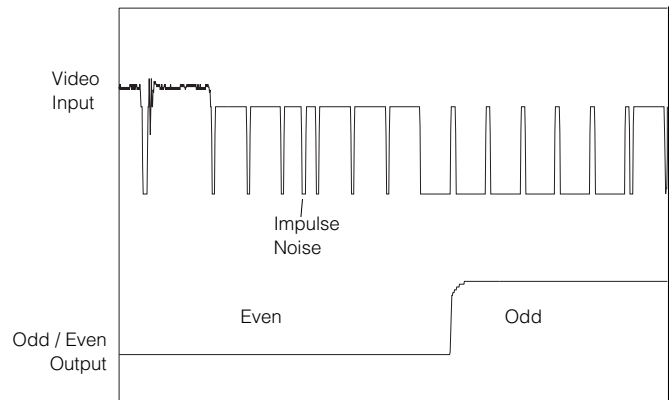 Video
Input
Impulse
Noise
Even
Odd
Odd / Even
Output